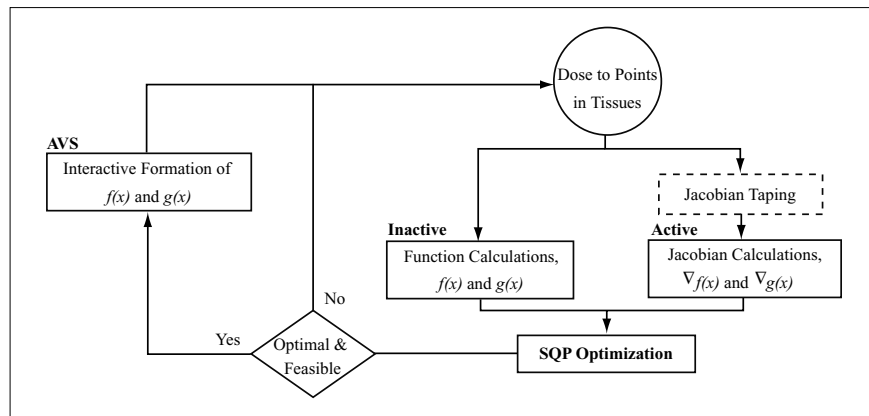 Dose to Points
in Tissues
AVS
Interactive Formation of
f(x) and g(x)
Jacobian Taping
Inactive
Function Calculations,
f(x) and g(x)
Active
Jacobian Calculations,
∇f(x) and ∇g(x)
No
Yes
Optimal &
Feasible
SQP Optimization